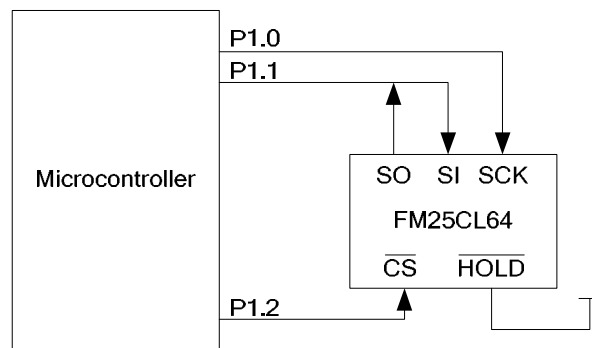 P1.0
P1.1
Microcontroller
SO SI SCK
FM25CL64
CS HOLD
P1.2